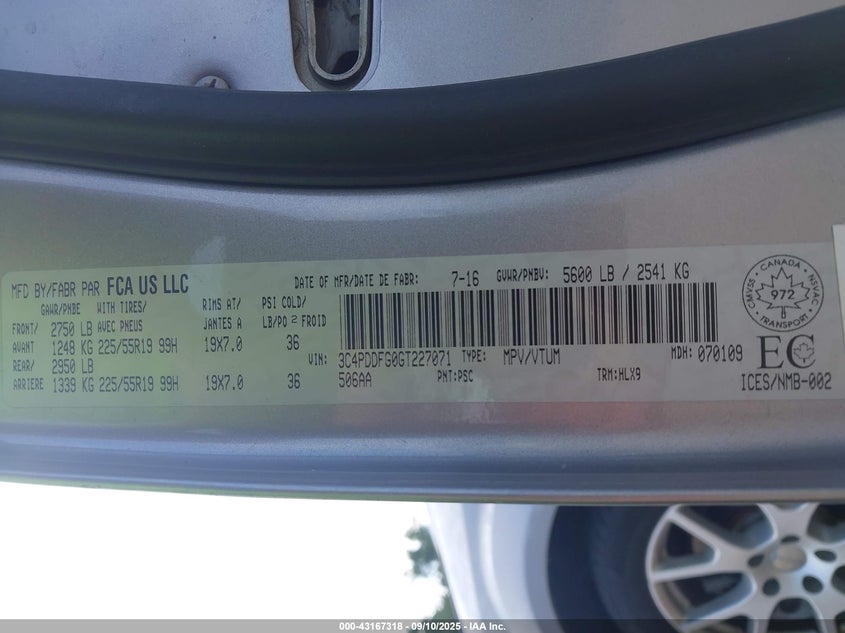 MFD BY/FABR PAR FCA US LLC
DATE OF MFR/DATE DE FABR: 7-16 GVWR/PNBV: 5600 LB / 2541 KG
GAWR/PNBE WITH TIRES/ RIMS AT/ PSI COLD/
FRONT/ 2750 LB AVEC PNEUS JANTES A LB/PO2 FROID
AVANT 1248 KG 225/55R19 99H 19X7.0 36
REAR/ 2950 LB
ARRIERE 1339 KG 225/55R19 99H 19X7.0 36
VIN: 3C4PDDFG0GT227071 TYPE: MPV/VTUM MDH: 070109
506AA PNT:PSC TRM:HLX9
CANADA
CMVSS NSVAC
972
EC
ICES/NMB-002
000-43167318 - 09/10/2025 - IAA Inc.